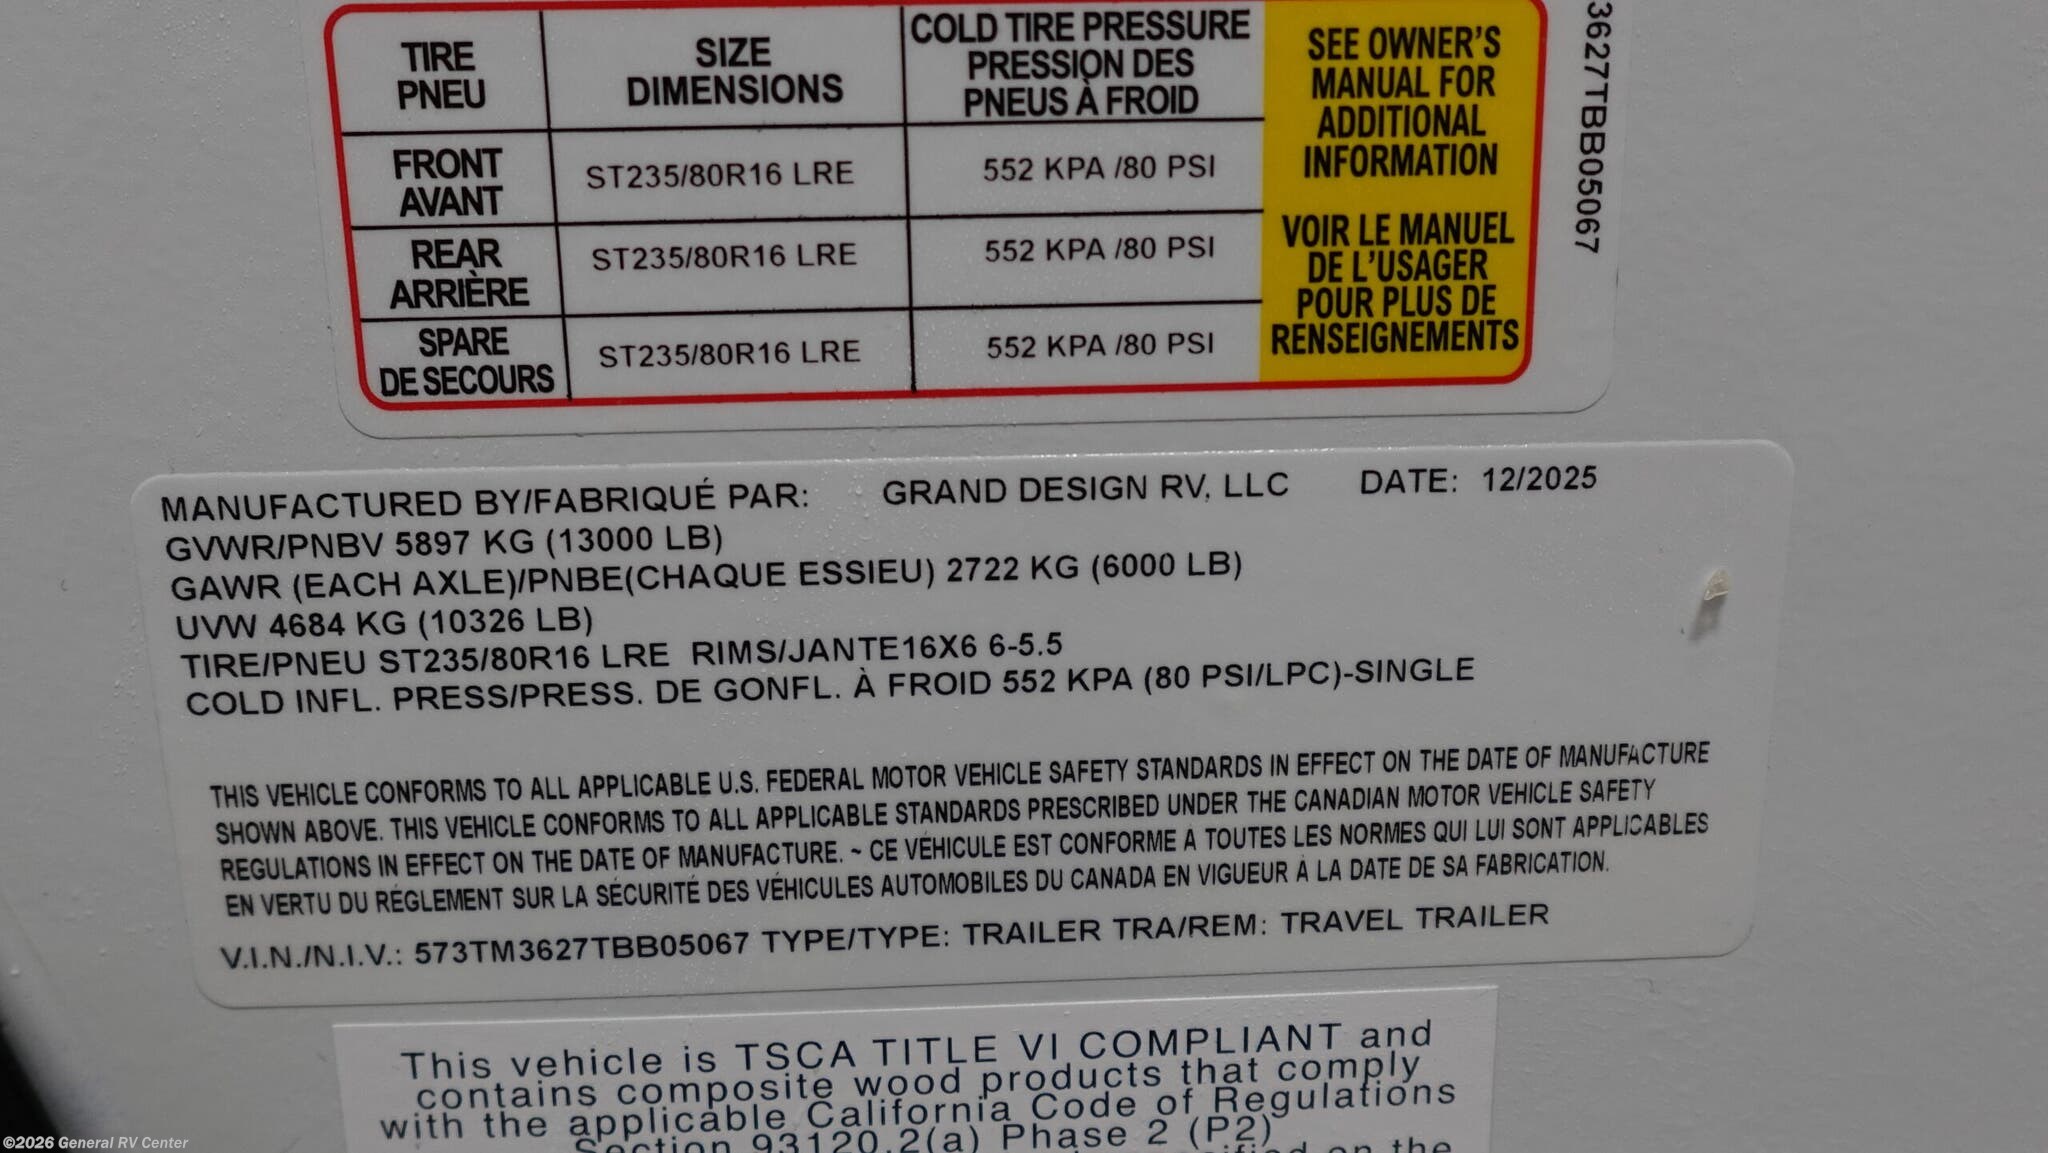 TIRE
PNEU
SIZE
DIMENSIONS
COLD TIRE PRESSURE
PRESSION DES
PNEUS À FROID
FRONT
AVANT
ST235/80R16 LRE
552 KPA /80 PSI
REAR
ARRIÈRE
ST235/80R16 LRE
552 KPA /80 PSI
SPARE
DE SECOURS
ST235/80R16 LRE
552 KPA /80 PSI
SEE OWNER'S
MANUAL FOR
ADDITIONAL
INFORMATION
VOIR LE MANUEL
DE L'USAGER
POUR PLUS DE
RENSEIGNEMENTS
3627TBB05067
MANUFACTURED BY/FABRIQUÉ PAR: GRAND DESIGN RV, LLC DATE: 12/2025
GVWR/PNBV 5897 KG (13000 LB)
GAWR (EACH AXLE)/PNBE(CHAQUE ESSIEU) 2722 KG (6000 LB)
UVW 4684 KG (10326 LB)
TIRE/PNEU ST235/80R16 LRE RIMS/JANTE16X6 6-5.5
COLD INFL. PRESS/PRESS. DE GONFL. À FROID 552 KPA (80 PSI/LPC)-SINGLE
THIS VEHICLE CONFORMS TO ALL APPLICABLE U.S. FEDERAL MOTOR VEHICLE SAFETY STANDARDS IN EFFECT ON THE DATE OF MANUFACTURE
SHOWN ABOVE. THIS VEHICLE CONFORMS TO ALL APPLICABLE STANDARDS PRESCRIBED UNDER THE CANADIAN MOTOR VEHICLE SAFETY
REGULATIONS IN EFFECT ON THE DATE OF MANUFACTURE. ~ CE VÉHICULE EST CONFORME À TOUTES LES NORMES QUI LUI SONT APPLICABLES
EN VERTU DU RÉGLEMENT SUR LA SÉCURITÉ DES VÉHICULES AUTOMOBILES DU CANADA EN VIGUEUR À LA DATE DE SA FABRICATION.
V.I.N./N.I.V.: 573TM3627TBB05067 TYPE/TYPE: TRAILER TRA/REM: TRAVEL TRAILER
This vehicle is TSCA TITLE VI COMPLIANT and
contains composite wood products that comply
with the applicable California Code of Regulations
Section 93120.2(a) Phase 2 (P2)
on the
©2026 General RV Center